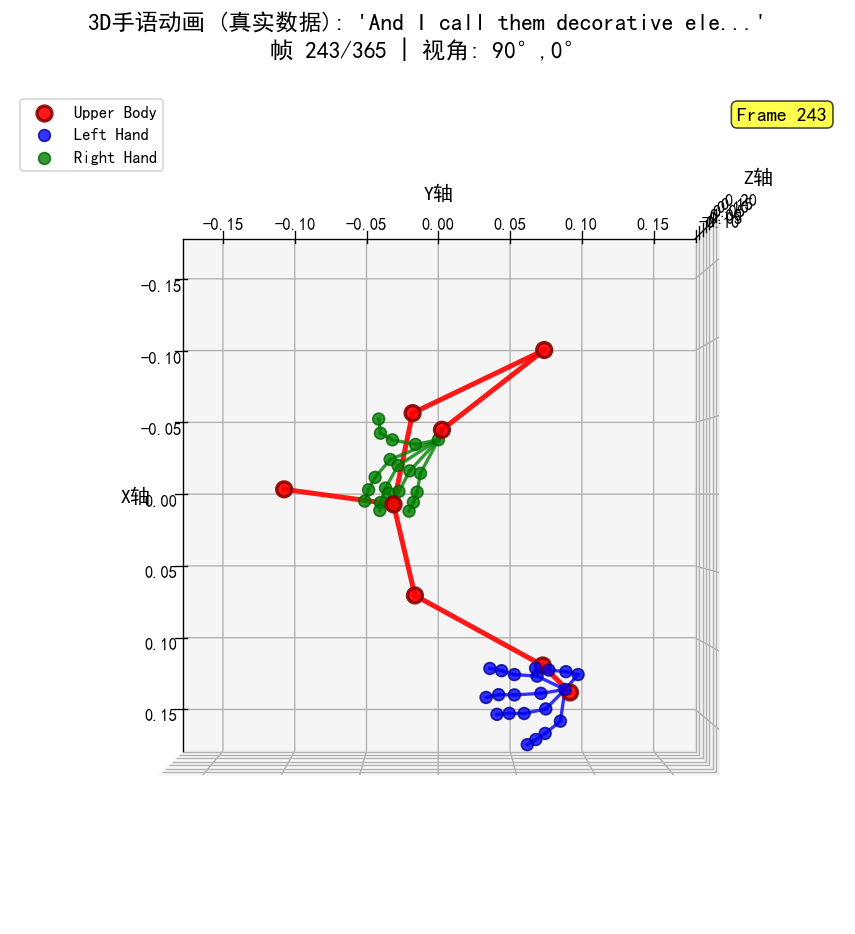 3D手语动画 (真实数据): 'And I call them decorative ele...'
帧 243/365 | 视角: 90°,0°
Upper Body
Left Hand
Right Hand
Frame 243
Z轴
Y轴
−0.15 −0.10 −0.05 0.00 0.05 0.10 0.15
−0.15
−0.10
−0.05
X轴
0.00
0.05
0.10
0.15